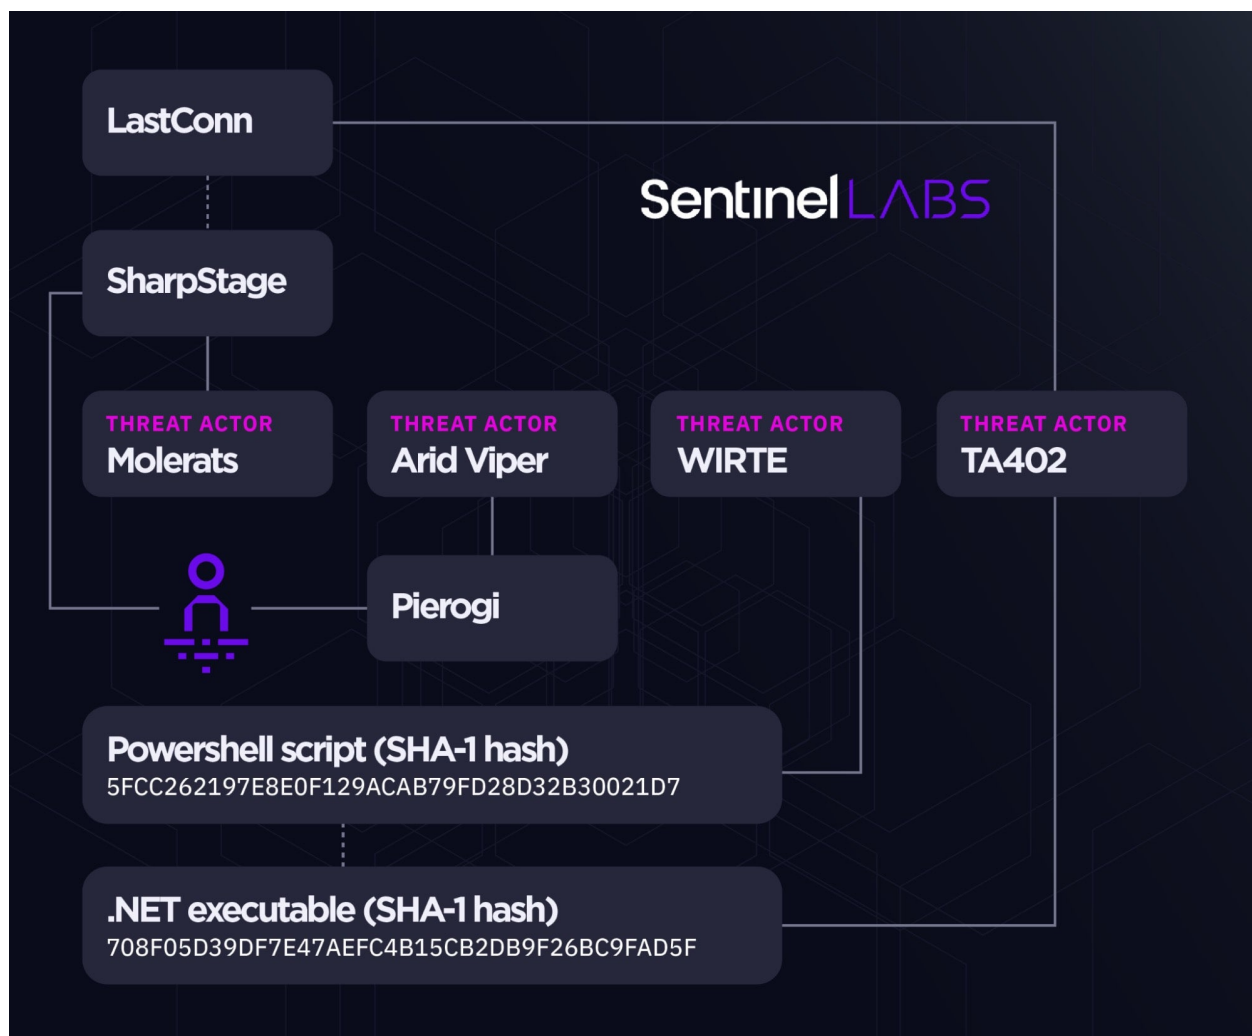 LastConn
SentinelLABS
SharpStage
THREAT ACTOR
Molerats
THREAT ACTOR
Arid Viper
THREAT ACTOR
WIRTE
THREAT ACTOR
TA402
Pierogi
Powershell script (SHA-1 hash)
5FCC262197E8E0F129ACAB79FD28D32B30021D7
.NET executable (SHA-1 hash)
708F05D39DF7E47AEFC4B15CB2DB9F26BC9FAD5F